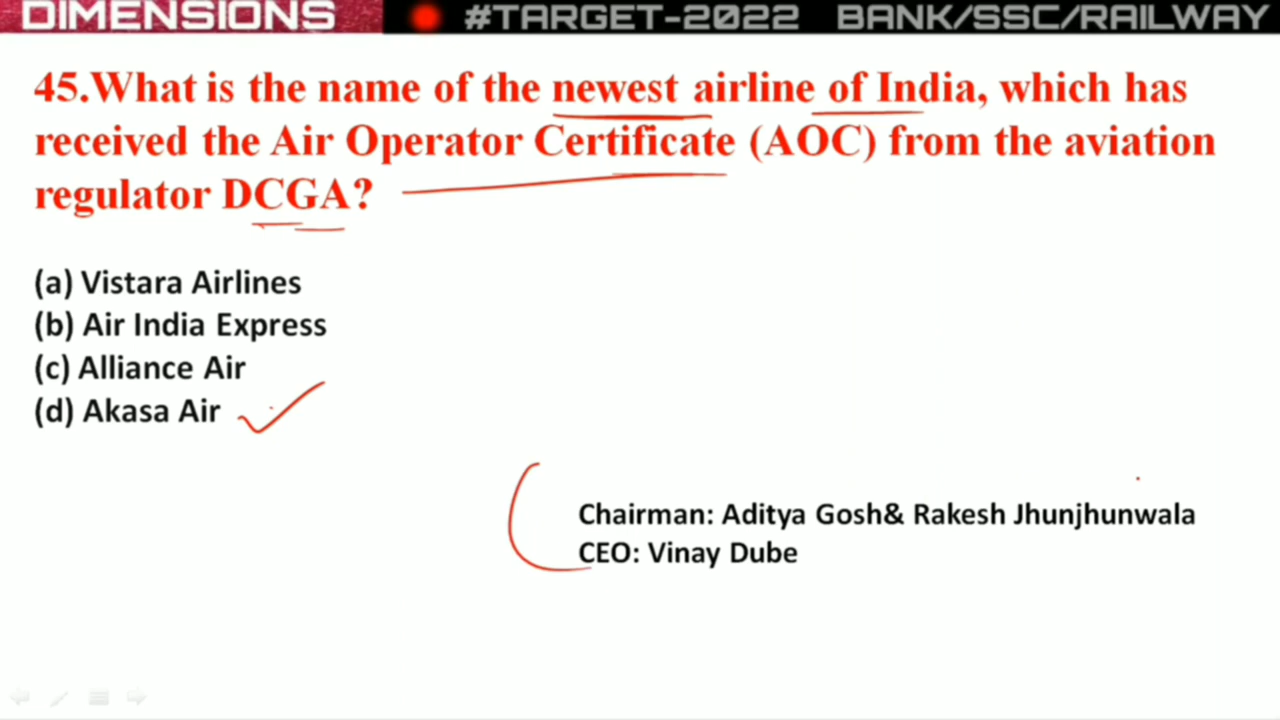 DIMENSIONS #TARGET-2022 BANK/SSC/RAILWAY
45.What is the name of the newest airline of India, which has
received the Air Operator Certificate (AOC) from the aviation
regulator DCGA?
(a) Vistara Airlines
(b) Air India Express
(c) Alliance Air
(d) Akasa Air
Chairman: Aditya Gosh& Rakesh Jhunjhunwala
CEO: Vinay Dube